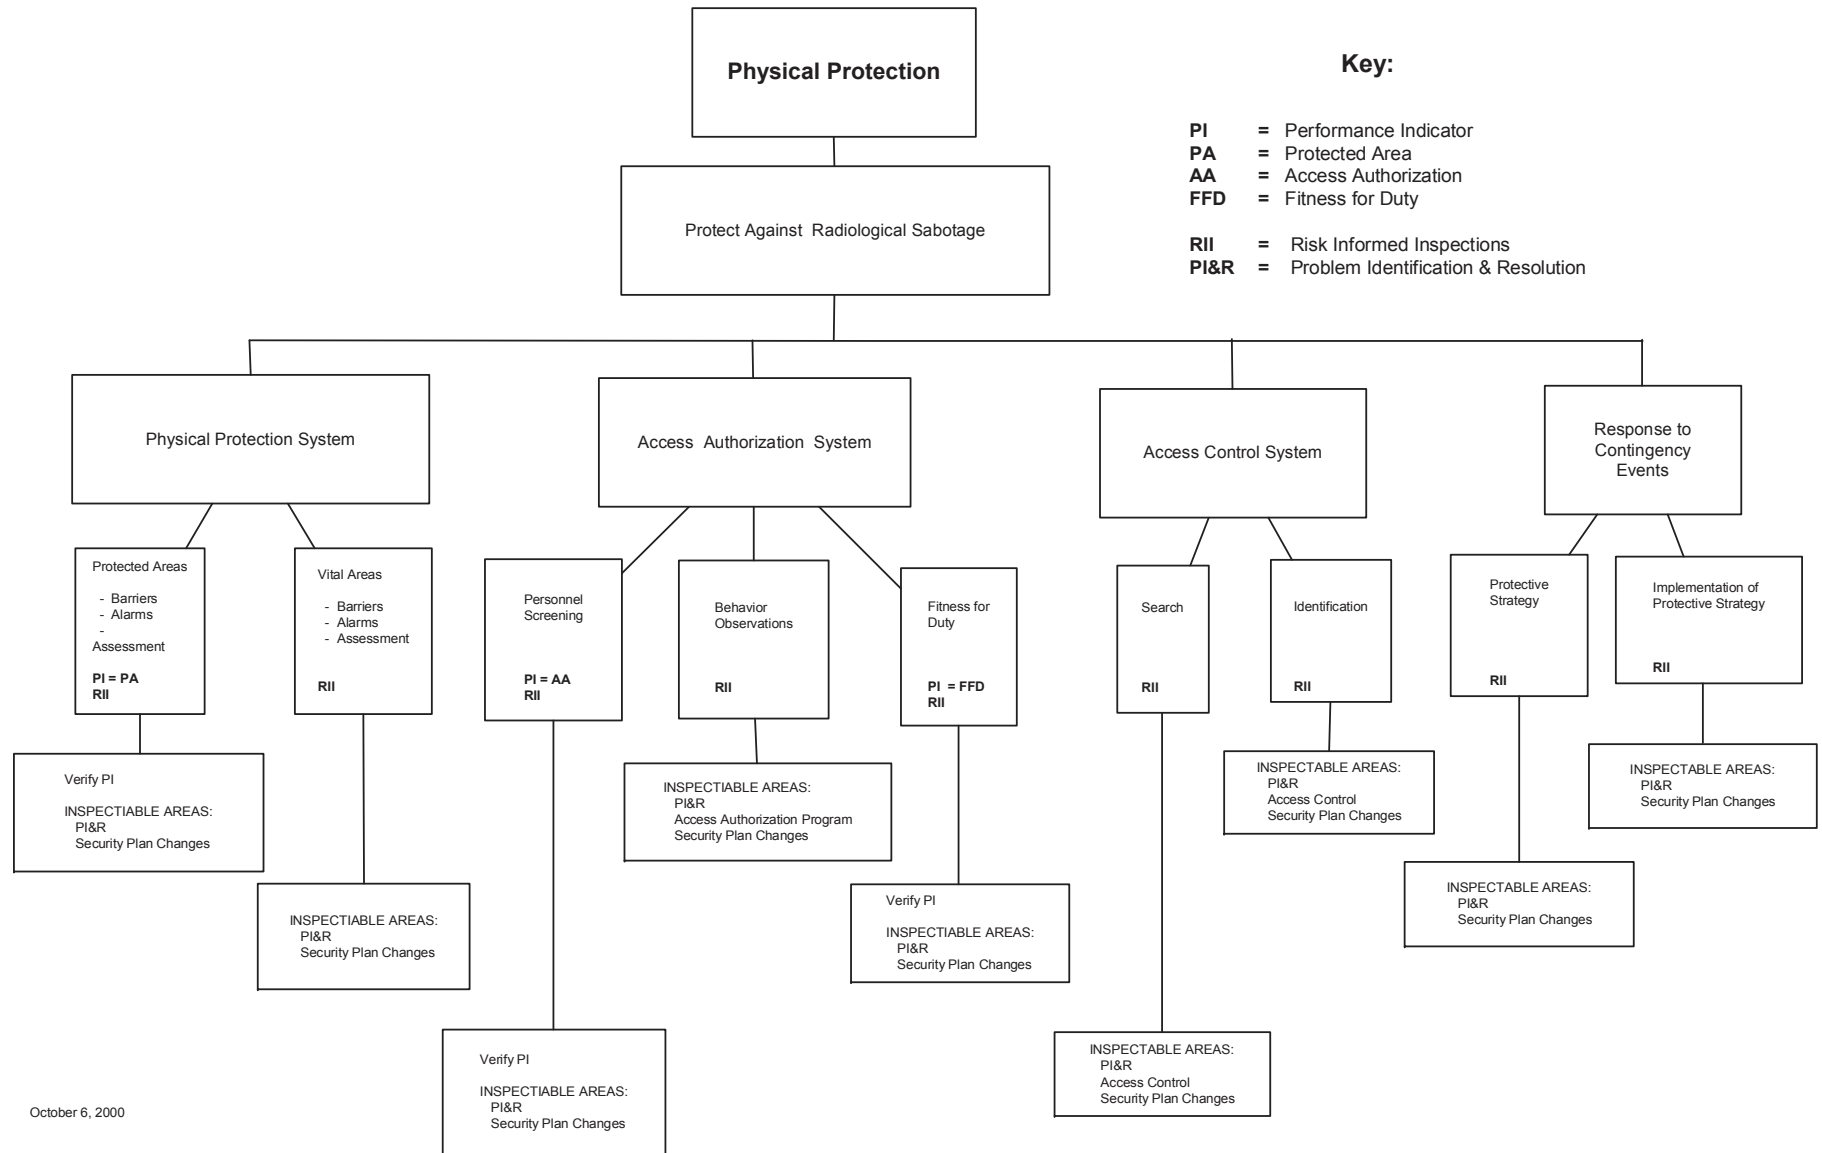 Physical Protection
Key:
PI = Performance Indicator
PA = Protected Area
AA = Access Authorization
FFD = Fitness for Duty
RII = Risk Informed Inspections
PI&R = Problem Identification & Resolution
Protect Against Radiological Sabotage
Physical Protection System
Access Authorization System
Access Control System
Response to
Contingency
Events
Protected Areas
- Barriers
- Alarms
-
Assessment
PI = PA
RII
Vital Areas
- Barriers
- Alarms
- Assessment
RII
Personnel
Screening
PI = AA
RII
Behavior
Observations
RII
Fitness for
Duty
PI = FFD
RII
Search
RII
Identification
RII
Protective
Strategy
RII
Implementation of
Protective Strategy
RII
Verify PI
INSPECTIABLE AREAS:
PI&R
Security Plan Changes
INSPECTIABLE AREAS:
PI&R
Security Plan Changes
Verify PI
INSPECTIABLE AREAS:
PI&R
Security Plan Changes
INSPECTIABLE AREAS:
PI&R
Access Authorization Program
Security Plan Changes
Verify PI
INSPECTIABLE AREAS:
PI&R
Security Plan Changes
INSPECTABLE AREAS:
PI&R
Access Control
Security Plan Changes
INSPECTABLE AREAS:
PI&R
Access Control
Security Plan Changes
INSPECTABLE AREAS:
PI&R
Security Plan Changes
INSPECTABLE AREAS:
PI&R
Security Plan Changes
October 6, 2000